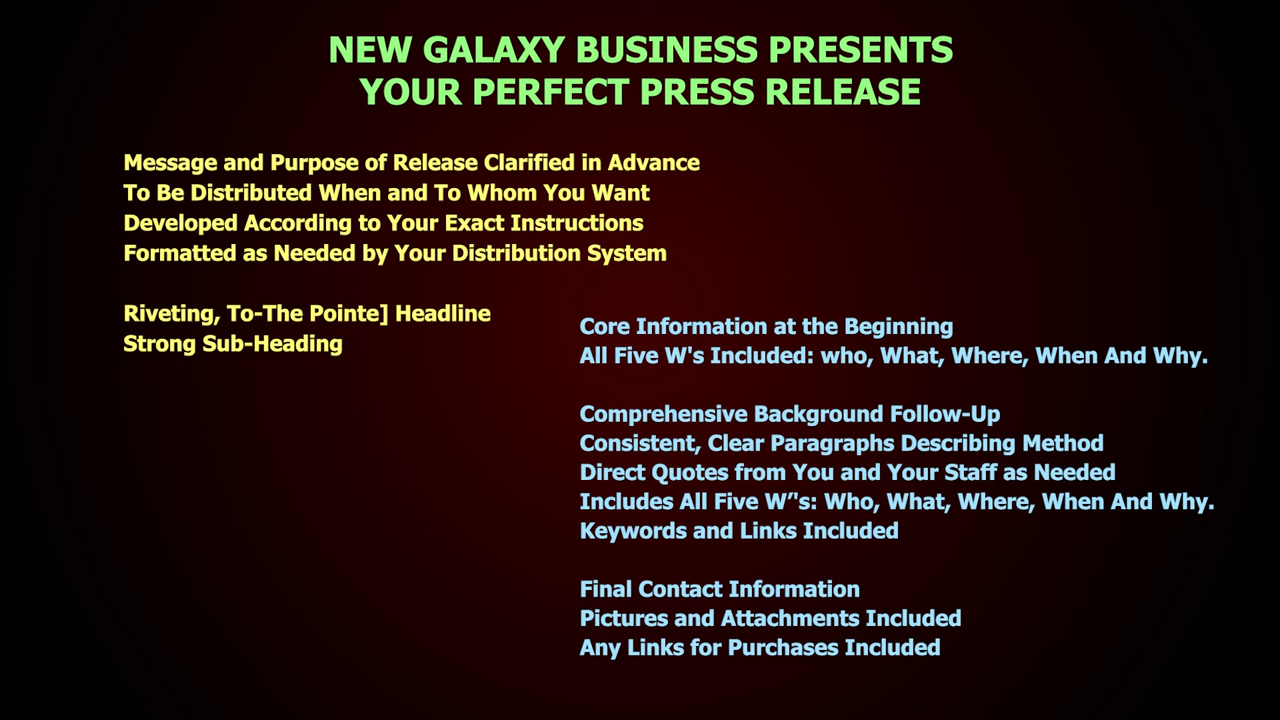 NEW GALAXY BUSINESS PRESENTS
YOUR PERFECT PRESS RELEASE
Message and Purpose of Release Clarified in Advance
To Be Distributed When and To Whom You Want
Developed According to Your Exact Instructions
Formatted as Needed by Your Distribution System
Riveting, To-The Pointe] Headline
Strong Sub-Heading
Core Information at the Beginning
All Five W's Included: who, What, Where, When And Why.
Comprehensive Background Follow-Up
Consistent, Clear Paragraphs Describing Method
Direct Quotes from You and Your Staff as Needed
Includes All Five W”'s: Who, What, Where, When And Why.
Keywords and Links Included
Final Contact Information
Pictures and Attachments Included
Any Links for Purchases Included